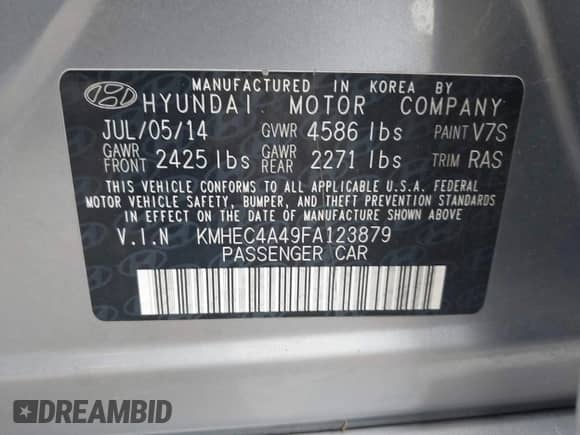 MANUFACTURED IN KOREA BY
HYUNDAI MOTOR COMPANY
JUL/05/14 GVWR 4586 lbs PAINT V7S
GAWR FRONT 2425 lbs GAWR REAR 2271 lbs TRIM RAS
THIS VEHICLE CONFORMS TO ALL APPLICABLE U.S.A. FEDERAL
MOTOR VEHICLE SAFETY, BUMPER, AND THEFT PREVENTION STANDARDS
IN EFFECT ON THE DATE OF MANUFACTURE SHOWN ABOVE.
V.I.N KMHEC4A49FA123879
PASSENGER CAR
DREAMBID